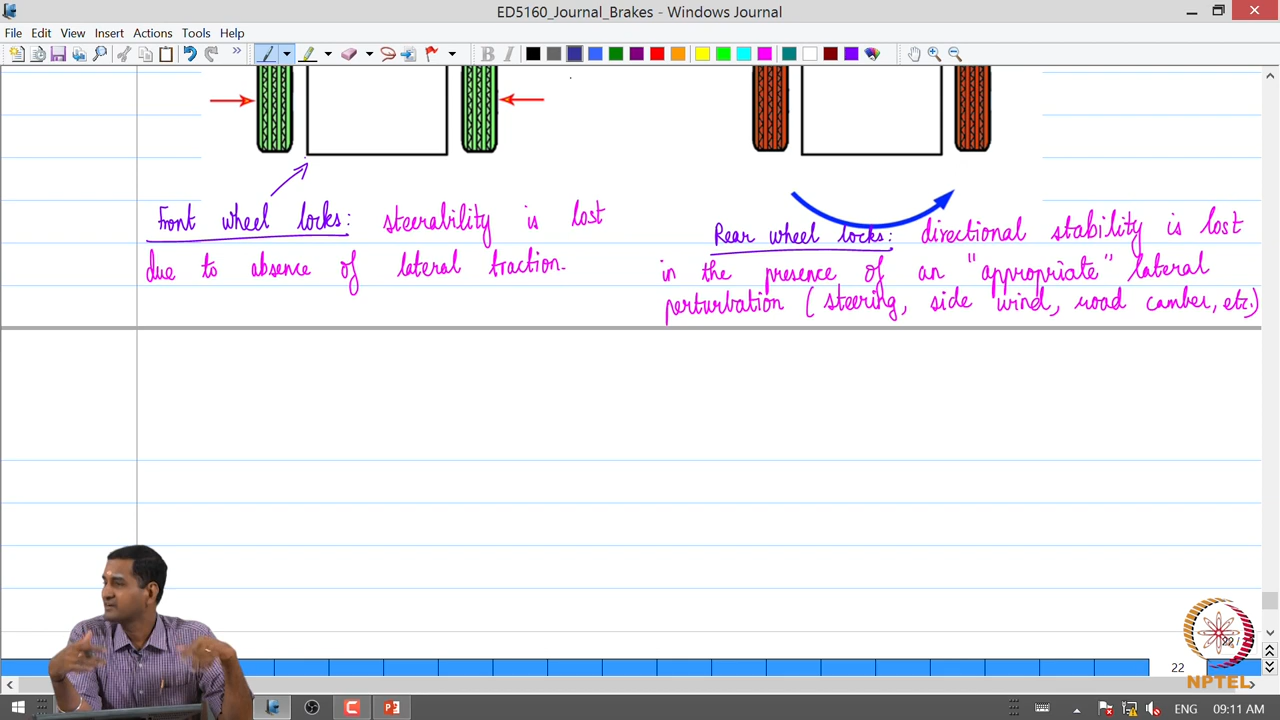 ED5160_Journal_Brakes - Windows Journal
File Edit View Insert Actions Tools Help
Front wheel locks: steerability is lost
due to absence of lateral traction.
Rear wheel locks: directional stability is lost
in the presence of an "appropriate" lateral
perturbation (steering, side wind, road camber, etc.)
22/
22
NPTEL
ENG 09:11 AM